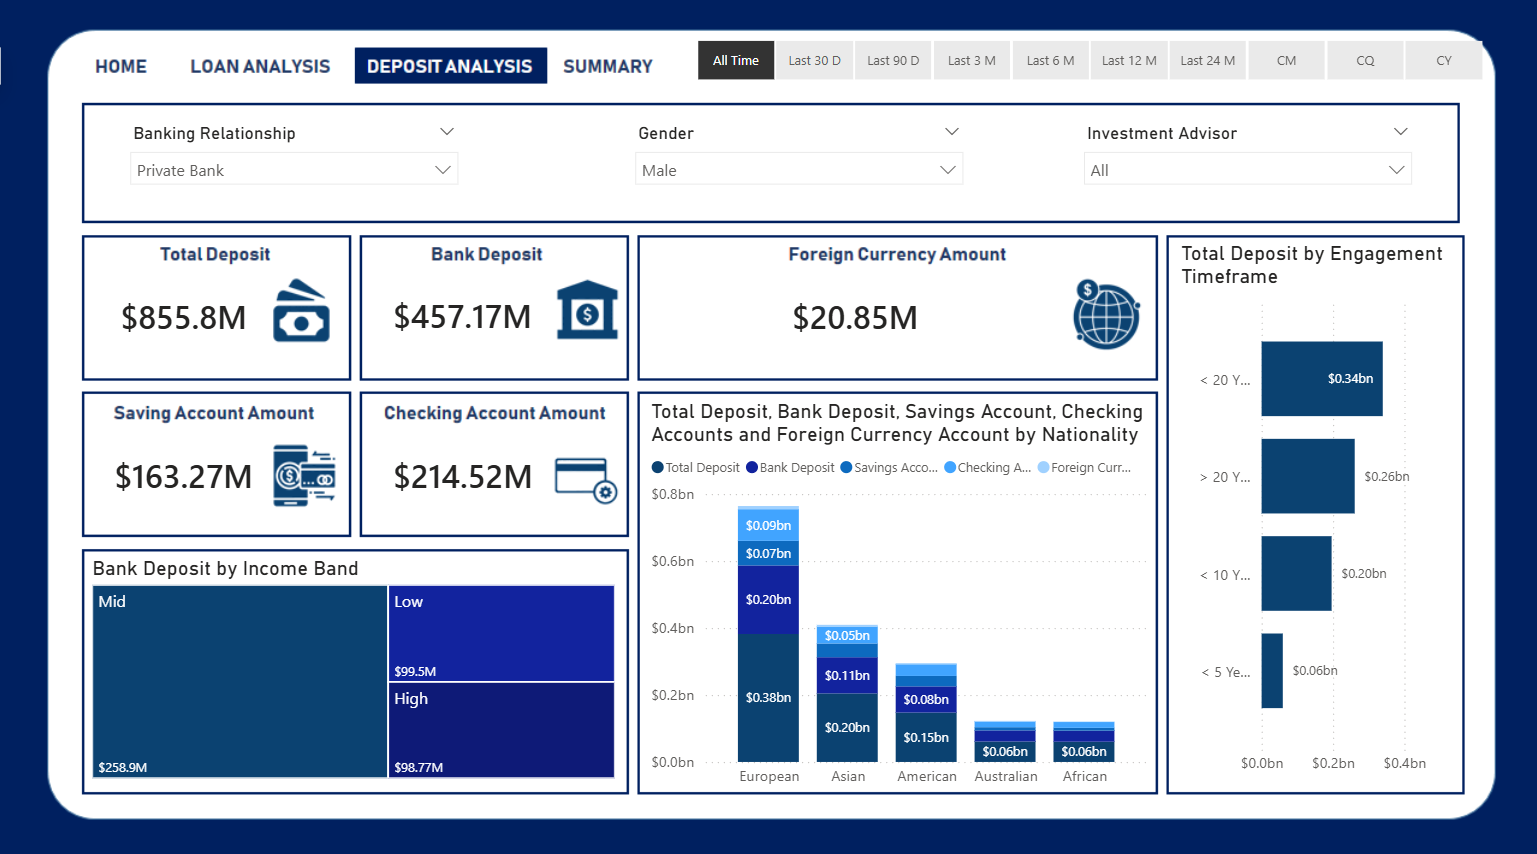 HOME
LOAN ANALYSIS
DEPOSIT ANALYSIS
SUMMARY
All Time
Last 30 D
Last 90 D
Last 3 M
Last 6 M
Last 12 M
Last 24 M
CM
CQ
CY
Banking Relationship
Private Bank
Gender
Male
Investment Advisor
All
Total Deposit
$855.8M
Bank Deposit
$457.17M
Foreign Currency Amount
$20.85M
$
Saving Account Amount
$163.27M
Checking Account Amount
$214.52M
Bank Deposit by Income Band
Mid
$258.9M
Low
$99.5M
High
$98.77M
Total Deposit, Bank Deposit, Savings Account, Checking
Accounts and Foreign Currency Account by Nationality
Total Deposit
Bank Deposit
Savings Acco...
Checking A...
Foreign Curr...
$0.8bn
$0.6bn
$0.4bn
$0.2bn
$0.0bn
$0.09bn
$0.07bn
$0.20bn
$0.38bn
$0.05bn
$0.11bn
$0.20bn
$0.08bn
$0.15bn
$0.06bn
$0.06bn
European
Asian
American
Australian
African
Total Deposit by Engagement
Timeframe
< 20 Y...
$0.34bn
> 20 Y...
$0.26bn
< 10 Y...
$0.20bn
< 5 Ye...
$0.06bn
$0.0bn
$0.2bn
$0.4bn